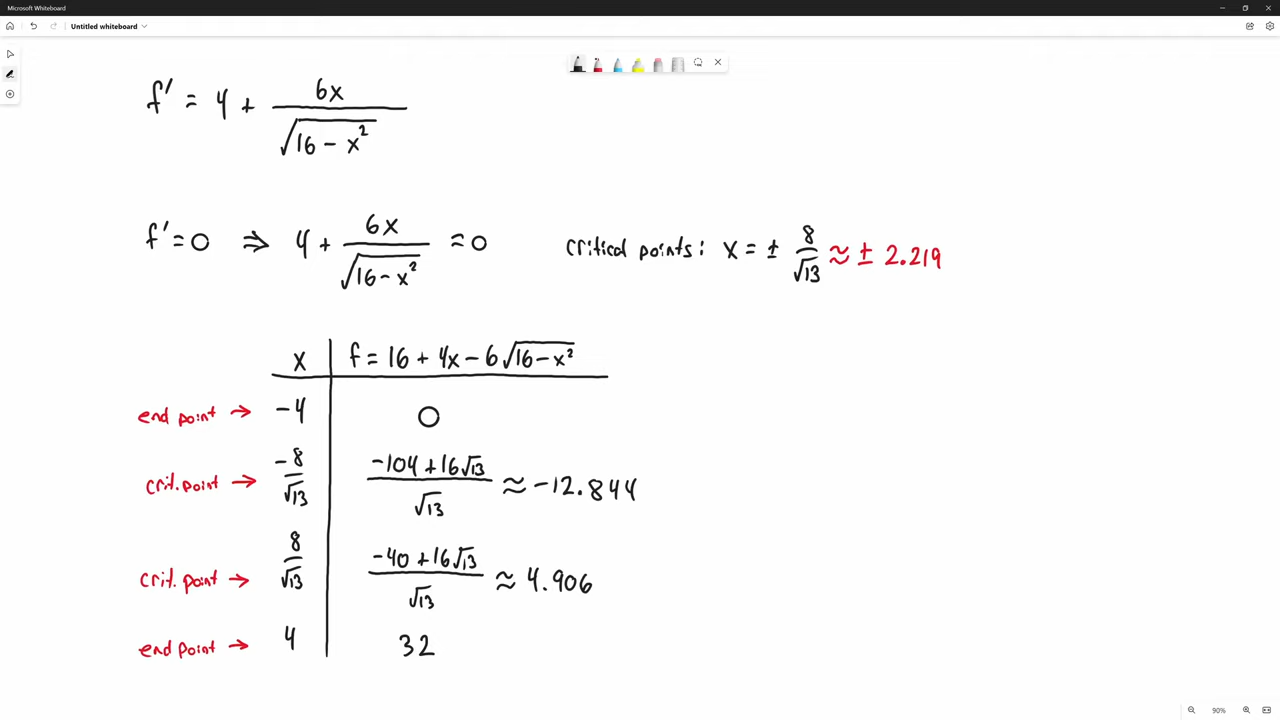 Microsoft Whiteboard
Untitled whiteboard
f' = 4 + 6x / √(16 - x²)
f' = 0 ⇒ 4 + 6x / √(16 - x²) = 0
critical points: x = ± 8/√13 ≈ ± 2.219
x | f = 16 + 4x - 6√(16 - x²)
end point → -4 | 0
crit. point → -8/√13 | (-104 + 16√13)/√13 ≈ -12.844
crit. point → 8/√13 | (-40 + 16√13)/√13 ≈ 4.906
end point → 4 | 32
90%